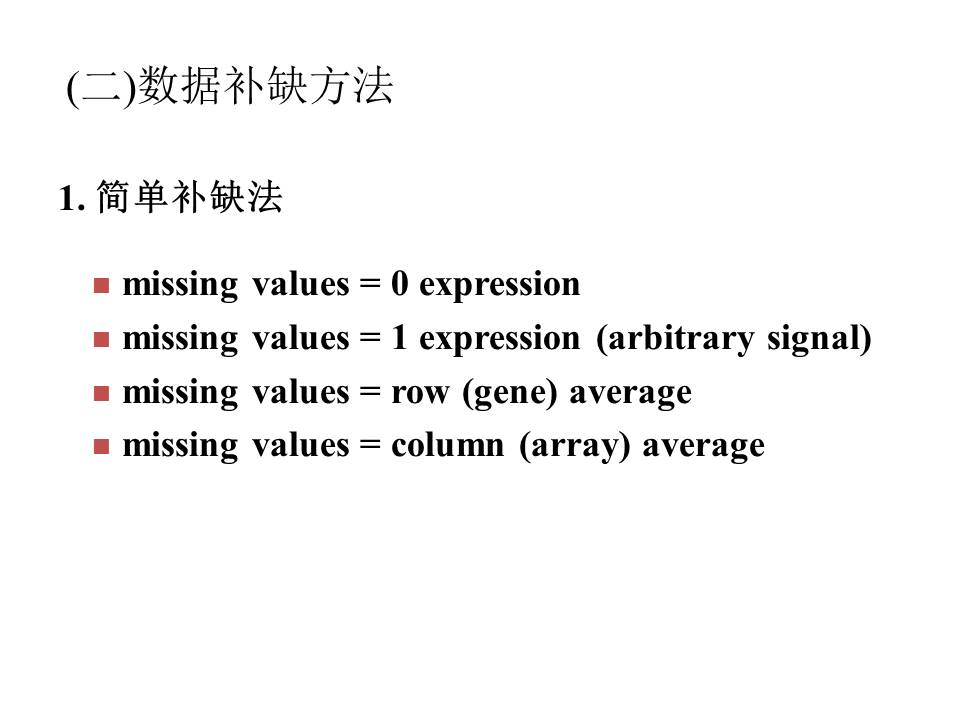 (二)数据补缺方法
1. 简单补缺法
missing values = 0 expression
missing values = 1 expression (arbitrary signal)
missing values = row (gene) average
missing values = column (array) average